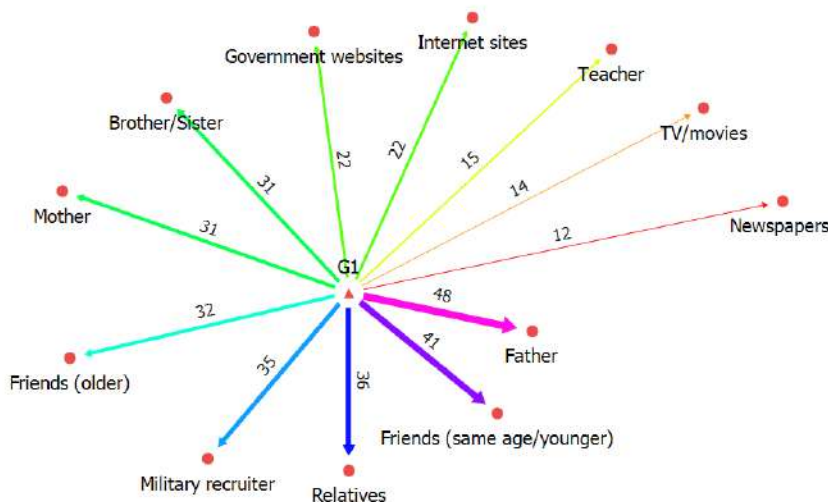 Internet sites
Government websites
Teacher
Brother/Sister
TV/movies
Mother
Newspapers
22
22
15
31
14
31
12
G1
48
32
41
35
36
Father
Friends (older)
Friends (same age/younger)
Military recruiter
Relatives